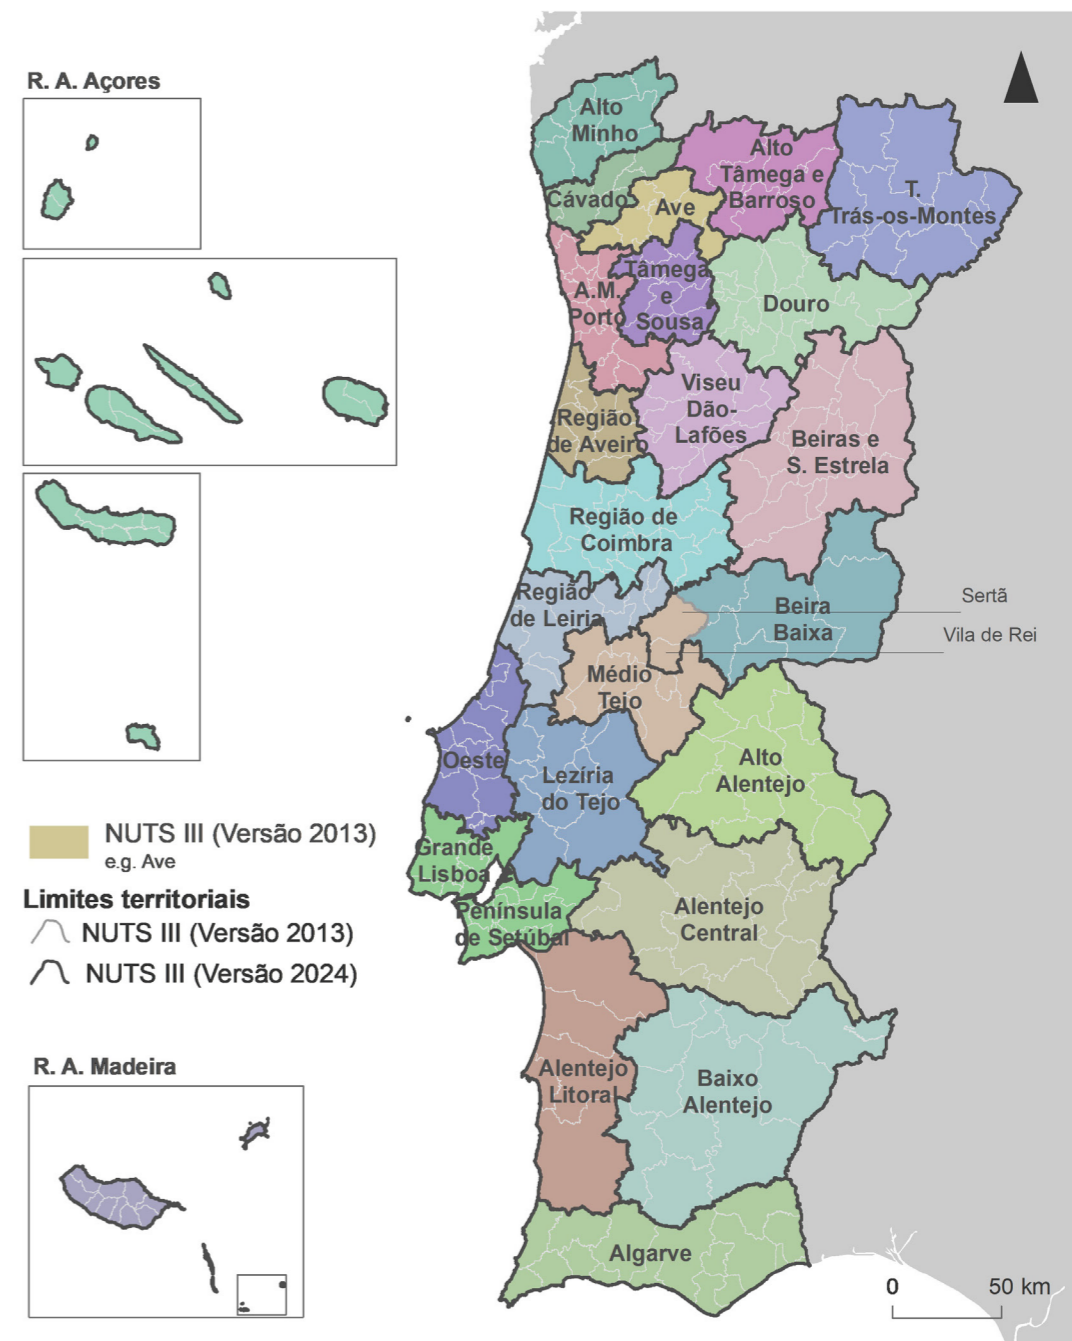 R. A. Açores
Alto
Minho
Alto
Tâmega e
Barroso
T.
Trás-os-Montes
Cávado
Ave
Tâmega
e
Sousa
A.M.
Porto
Douro
Viseu
Dão-
Lafões
Região
de Aveiro
Beiras e
S. Estrela
Região de
Coimbra
Região
de Leiria
Beira
Baixa
Sertã
Vila de Rei
Médio
Tejo
Oeste
Lezíria
do Tejo
Alto
Alentejo
NUTS III (Versão 2013)
e.g. Ave
Limites territoriais
NUTS III (Versão 2013)
NUTS III (Versão 2024)
Grande
Lisboa
Península
de Setúbal
Alentejo
Central
R. A. Madeira
Alentejo
Litoral
Baixo
Alentejo
Algarve
0 50 km